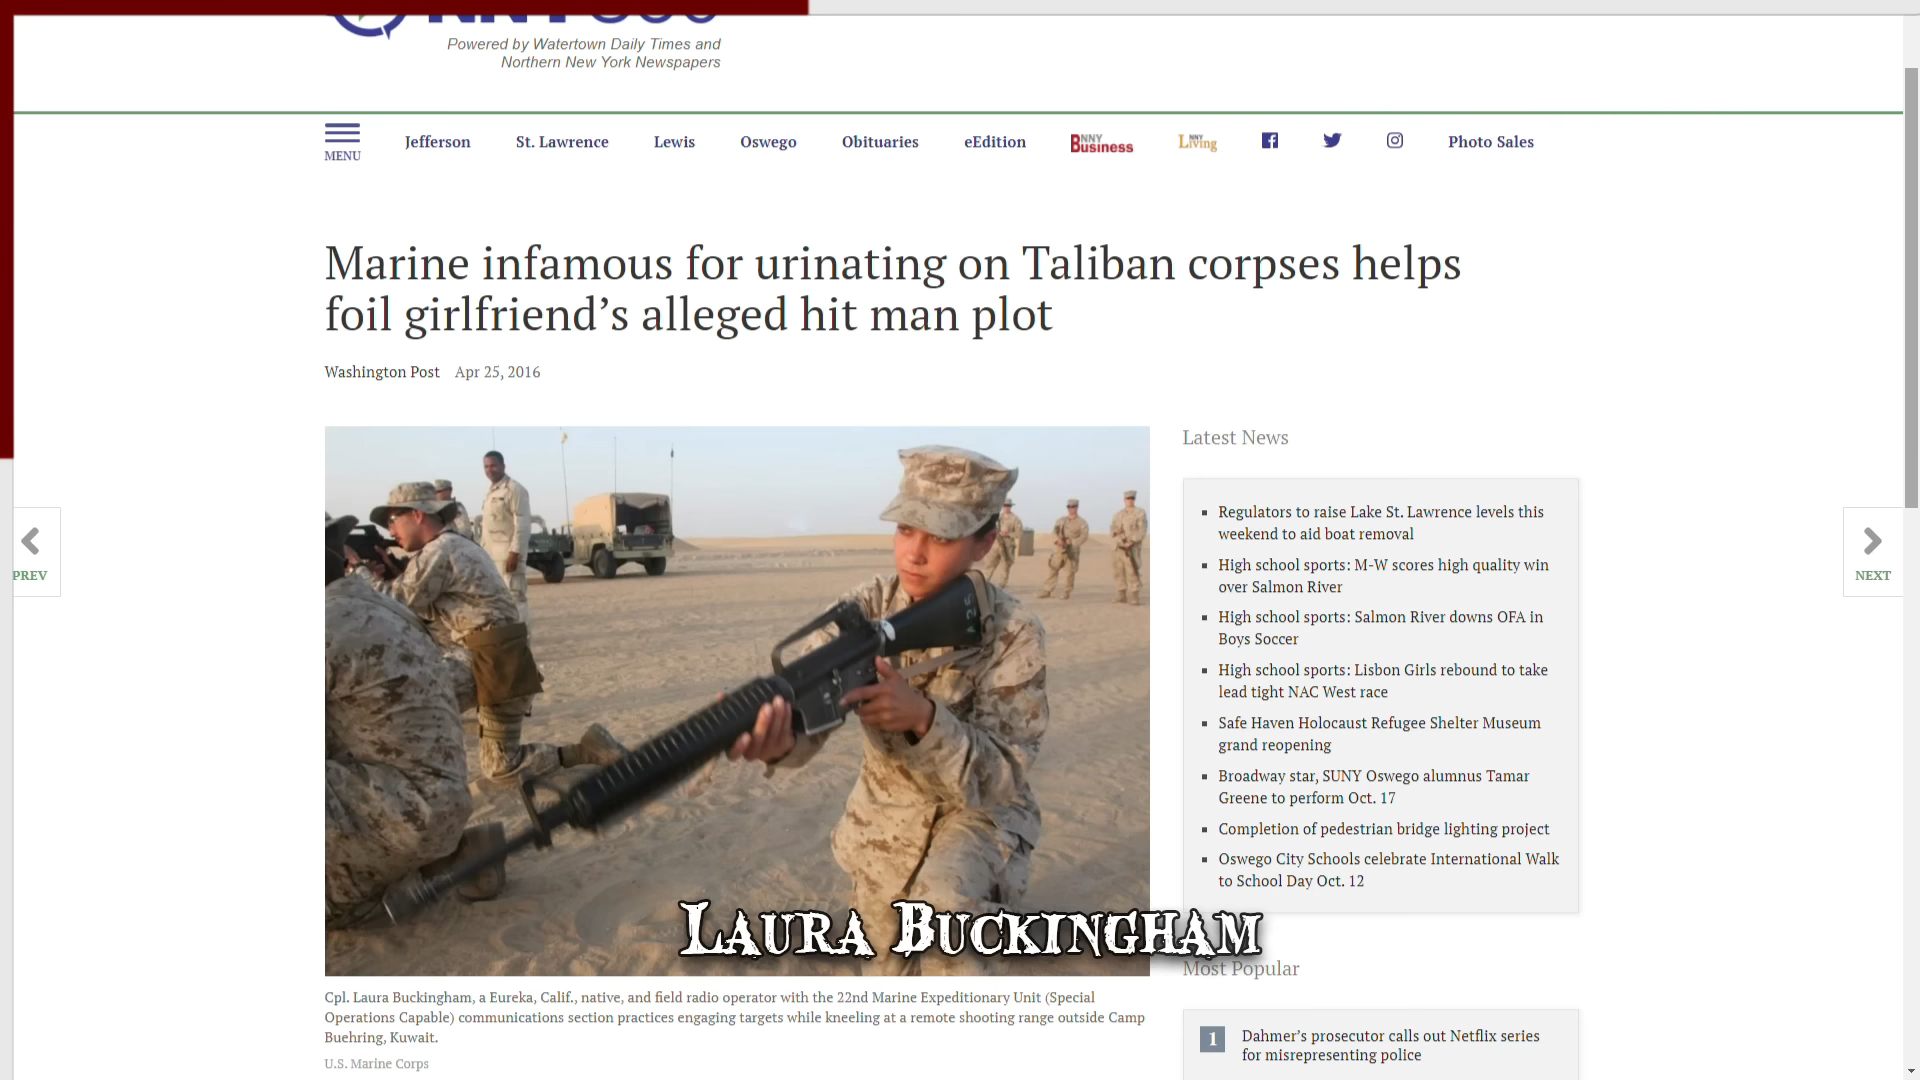 Powered by Watertown Daily Times and
Northern New York Newspapers
MENU
Jefferson
St. Lawrence
Lewis
Oswego
Obituaries
eEdition
NNY
Business
NNY
Living
Photo Sales
Marine infamous for urinating on Taliban corpses helps
foil girlfriend’s alleged hit man plot
Washington Post Apr 25, 2016
PREV
NEXT
Latest News
Regulators to raise Lake St. Lawrence levels this
weekend to aid boat removal
High school sports: M-W scores high quality win
over Salmon River
High school sports: Salmon River downs OFA in
Boys Soccer
High school sports: Lisbon Girls rebound to take
lead tight NAC West race
Safe Haven Holocaust Refugee Shelter Museum
grand reopening
Broadway star, SUNY Oswego alumnus Tamar
Greene to perform Oct. 17
Completion of pedestrian bridge lighting project
Oswego City Schools celebrate International Walk
to School Day Oct. 12
Laura Buckingham
Cpl. Laura Buckingham, a Eureka, Calif., native, and field radio operator with the 22nd Marine Expeditionary Unit (Special
Operations Capable) communications section practices engaging targets while kneeling at a remote shooting range outside Camp
Buehring, Kuwait.
U.S. Marine Corps
Most Popular
1
Dahmer’s prosecutor calls out Netflix series
for misrepresenting police